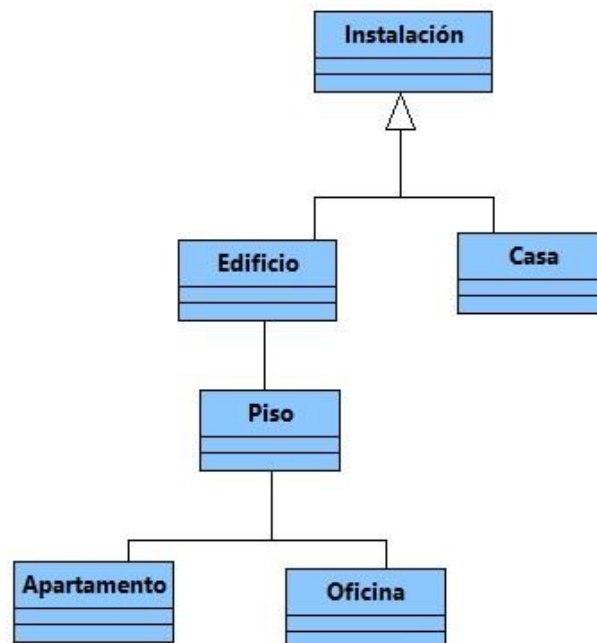 Instalación
Edificio
Casa
Piso
Apartamento
Oficina